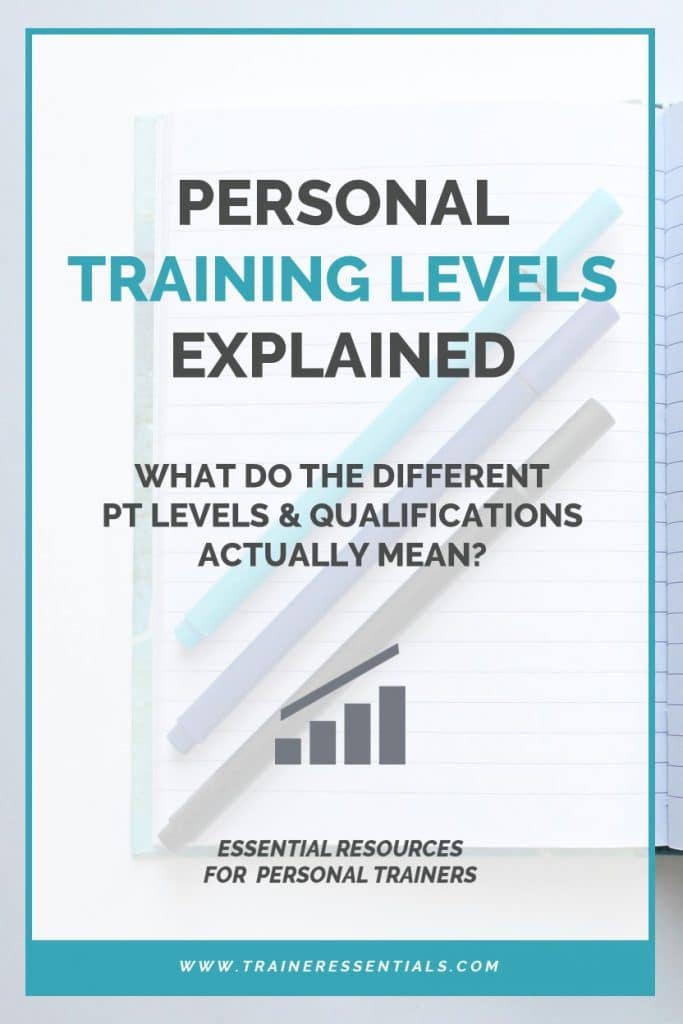 PERSONAL
TRAINING LEVELS
EXPLAINED
WHAT DO THE DIFFERENT
PT LEVELS & QUALIFICATIONS
ACTUALLY MEAN?
ESSENTIAL RESOURCES
FOR PERSONAL TRAINERS
WWW.TRAINERESSENTIALS.COM